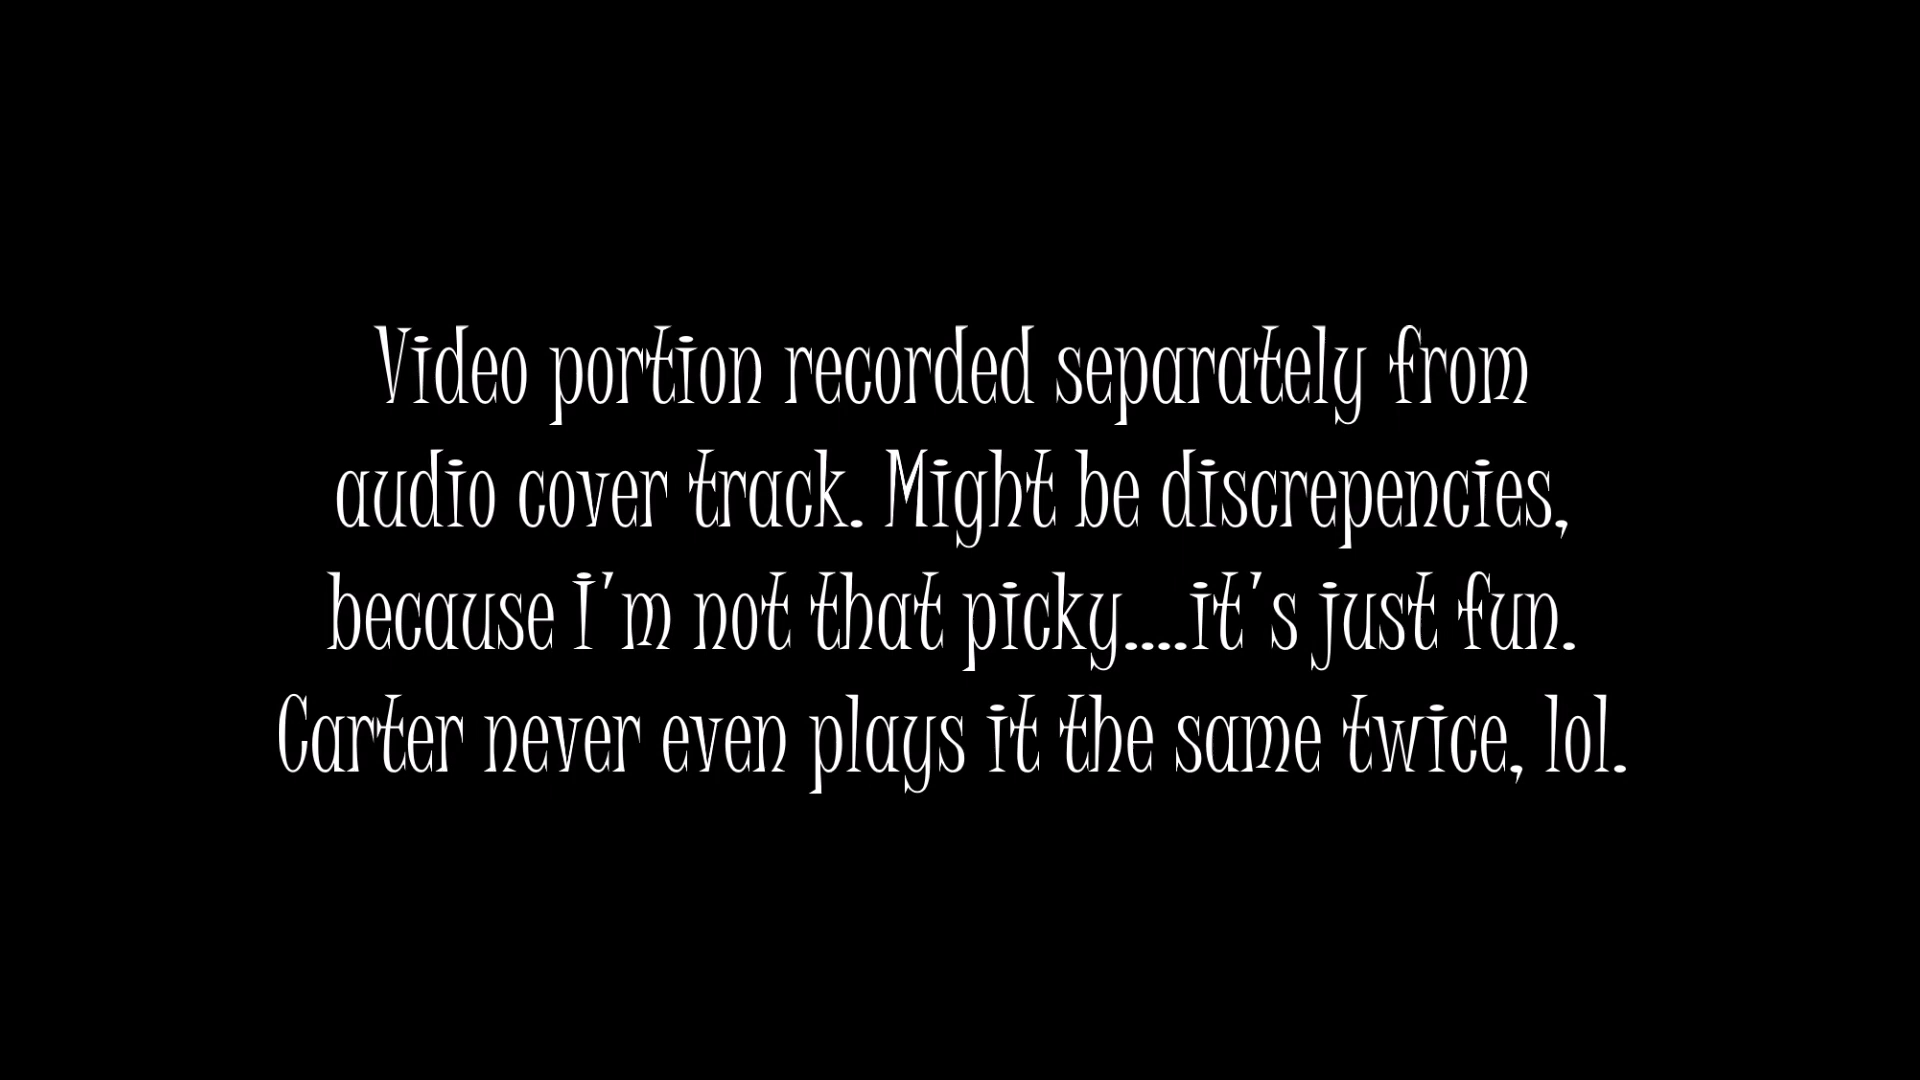 Video portion recorded separately from
audio cover track. Might be discrepencies,
because I'm not that picky....it's just fun.
Carter never even plays it the same twice, lol.